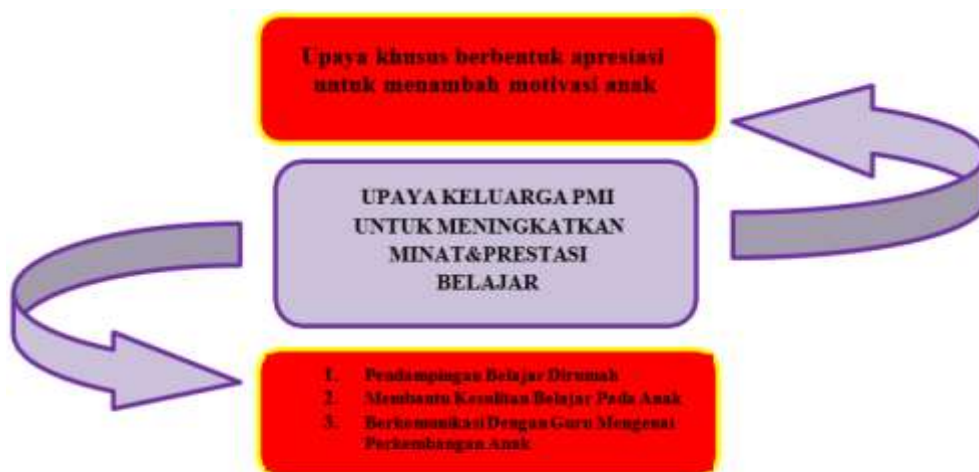 Upaya khusus berbentuk apresiasi
untuk menambah motivasi anak
UPAYA KELUARGA PMI
UNTUK MENINGKATKAN
MINAT&PRESTASI
BELAJAR
1. Pendampingan Belajar Dirumah
2. Membantu Kesulitan Belajar Pada Anak
3. Berkomunikasi Dengan Guru Mengenai
Perkembangan Anak